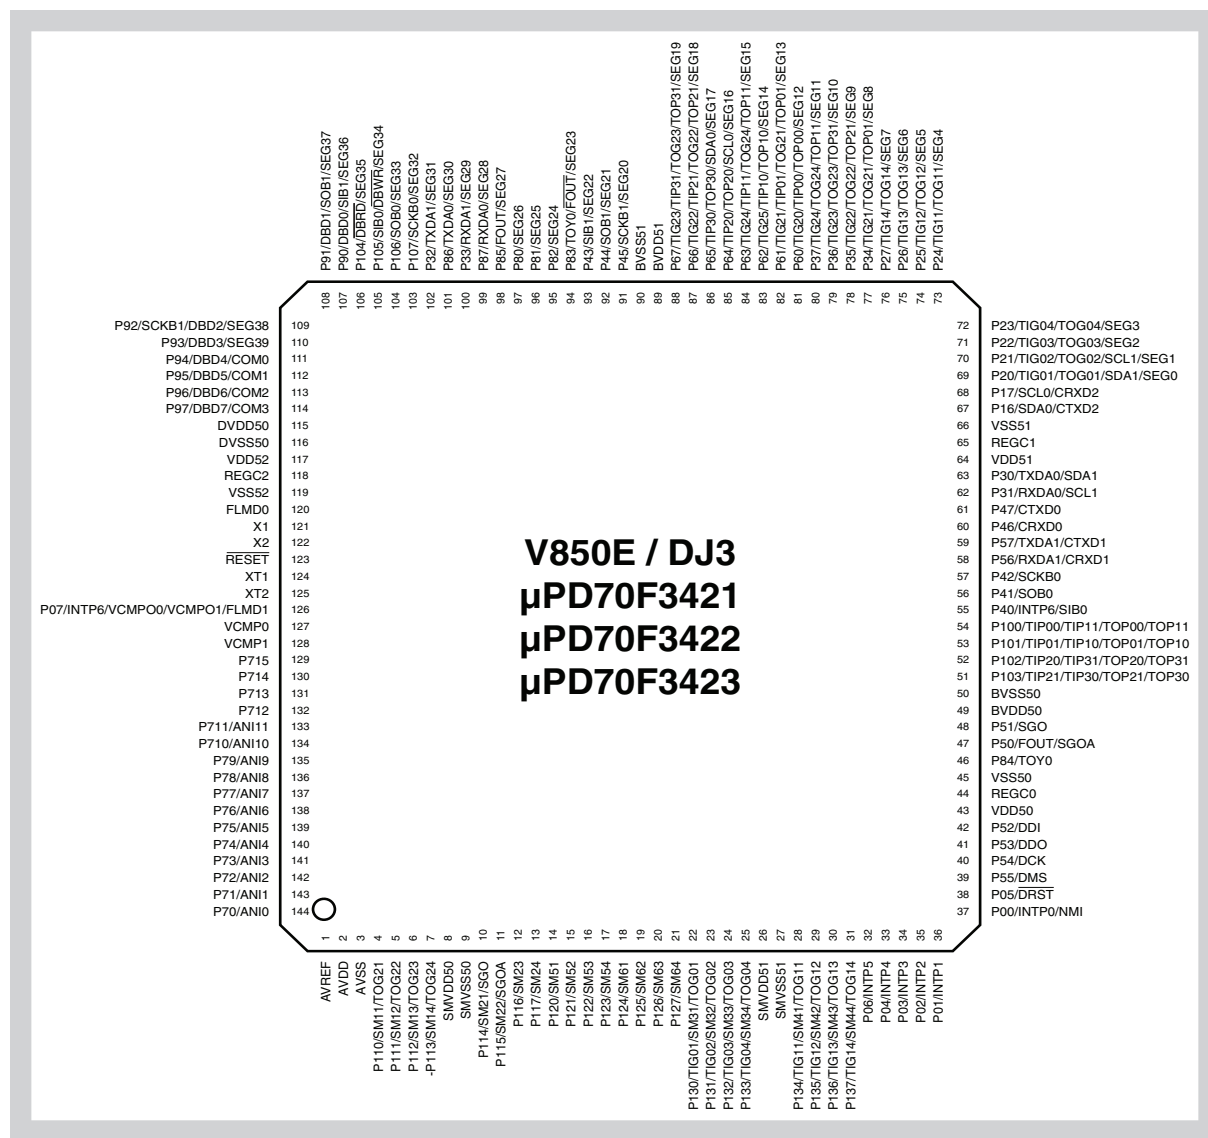 P91/DBD1/SOB1/SEG37
P90/DBD0/SIB1/SEG36
P104/DBRD/SEG35
P105/SIB0/DBWR/SEG34
P106/SOB0/SEG33
P107/SCKB0/SEG32
P32/TXDA1/SEG31
P86/TXDA0/SEG30
P33/RXDA1/SEG29
P87/RXDA0/SEG28
P85/FOUT/SEG27
P80/SEG26
P81/SEG25
P82/SEG24
P83/TOY0/FOUT/SEG23
P43/SIB1/SEG22
P44/SOB1/SEG21
P45/SCKB1/SEG20
BVSS51
BVDD51
P67/TIG23/TIP31/TOG23/TOP31/SEG19
P66/TIG22/TIP21/TOG22/TOP21/SEG18
P65/TIP30/TOP30/SDA0/SEG17
P64/TIP20/TOP20/SCL0/SEG16
P63/TIG24/TIP11/TOG24/TOP11/SEG15
P62/TIG25/TIP10/TOP10/SEG14
P61/TIG21/TIP01/TOG21/TOP01/SEG13
P60/TIG20/TIP00/TOP00/SEG12
P37/TIG24/TOG24/TOP11/SEG11
P36/TIG23/TOG23/TOP31/SEG10
P35/TIG22/TOG22/TOP21/SEG9
P34/TIG21/TOG21/TOP01/SEG8
P27/TIG14/TOG14/SEG7
P26/TIG13/TOG13/SEG6
P25/TIG12/TOG12/SEG5
P24/TIG11/TOG11/SEG4
108
107
106
105
104
103
102
101
100
99
98
97
96
95
94
93
92
91
90
89
88
87
86
85
84
83
82
81
80
79
78
77
76
75
74
73
P92/SCKB1/DBD2/SEG38 109
P93/DBD3/SEG39 110
P94/DBD4/COM0 111
P95/DBD5/COM1 112
P96/DBD6/COM2 113
P97/DBD7/COM3 114
DVDD50 115
DVSS50 116
VDD52 117
REGC2 118
VSS52 119
FLMD0 120
X1 121
X2 122
RESET 123
XT1 124
XT2 125
P07/INTP6/VCMPO0/VCMPO1/FLMD1 126
VCMP0 127
VCMP1 128
P715 129
P714 130
P713 131
P712 132
P711/ANI11 133
P710/ANI10 134
P79/ANI9 135
P78/ANI8 136
P77/ANI7 137
P76/ANI6 138
P75/ANI5 139
P74/ANI4 140
P73/ANI3 141
P72/ANI2 142
P71/ANI1 143
P70/ANI0 144
V850E / DJ3
µPD70F3421
µPD70F3422
µPD70F3423
72 P23/TIG04/TOG04/SEG3
71 P22/TIG03/TOG03/SEG2
70 P21/TIG02/TOG02/SCL1/SEG1
69 P20/TIG01/TOG01/SDA1/SEG0
68 P17/SCL0/CRXD2
67 P16/SDA0/CTXD2
66 VSS51
65 REGC1
64 VDD51
63 P30/TXDA0/SDA1
62 P31/RXDA0/SCL1
61 P47/CTXD0
60 P46/CRXD0
59 P57/TXDA1/CTXD1
58 P56/RXDA1/CRXD1
57 P42/SCKB0
56 P41/SOB0
55 P40/INTP6/SIB0
54 P100/TIP00/TIP11/TOP00/TOP11
53 P101/TIP01/TIP10/TOP01/TOP10
52 P102/TIP20/TIP31/TOP20/TOP31
51 P103/TIP21/TIP30/TOP21/TOP30
50 BVSS50
49 BVDD50
48 P51/SGO
47 P50/FOUT/SGOA
46 P84/TOY0
45 VSS50
44 REGC0
43 VDD50
42 P52/DDI
41 P53/DDO
40 P54/DCK
39 P55/DMS
38 P05/DRST
37 P00/INTP0/NMI
1
2
3
4
5
6
7
8
9
10
11
12
13
14
15
16
17
18
19
20
21
22
23
24
25
26
27
28
29
30
31
32
33
34
35
36
AVREF
AVDD
AVSS
P110/SM11/TOG21
P111/SM12/TOG22
P112/SM13/TOG23
-P113/SM14/TOG24
SMVDD50
SMVSS50
P114/SM21/SGO
P115/SM22/SGOA
P116/SM23
P117/SM24
P120/SM51
P121/SM52
P122/SM53
P123/SM54
P124/SM61
P125/SM62
P126/SM63
P127/SM64
P130/TIG01/SM31/TOG01
P131/TIG02/SM32/TOG02
P132/TIG03/SM33/TOG03
P133/TIG04/SM34/TOG04
SMVDD51
SMVSS51
P134/TIG11/SM41/TOG11
P135/TIG12/SM42/TOG12
P136/TIG13/SM43/TOG13
P137/TIG14/SM44/TOG14
P06/INTP5
P04/INTP4
P03/INTP3
P02/INTP2
P01/INTP1